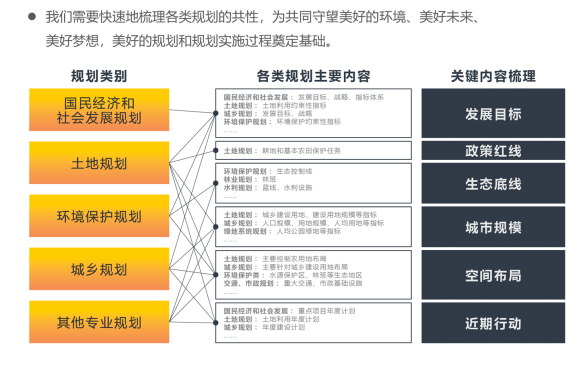 ● 我们需要快速地梳理各类规划的共性，为共同守望美好的环境、美好未来、
美好梦想，美好的规划和规划实施过程奠定基础。
规划类别
各类规划主要内容
关键内容梳理
国民经济和
社会发展规划
土地规划
环境保护规划
城乡规划
其他专业规划
国民经济和社会发展：发展目标、战略、指标体系
土地规划：土地利用约束性指标
城乡规划：发展目标、战略
环境保护规划：环境保护约束性指标
……
土地规划：耕地和基本农田保护任务
环境保护规划：生态控制线
林业规划：林班
水利规划：蓝线、水利设施
……
土地规划：城乡建设用地、建设用地规模等指标
城乡规划：人口规模、用地规模、人均用地等指标
绿地系统规划：人均公园绿地等指标
……
土地规划：主要控制农用地布局
城乡规划：主要针对城乡建设用地布局
环境保护类：水源保护区、林班等生态地区
交通、市政规划：重大交通、市政基础设施
……
国民经济和社会发展：重点项目年度计划
土地规划：土地利用年度计划
城乡规划：年度建设计划
……
发展目标
政策红线
生态底线
城市规模
空间布局
近期行动